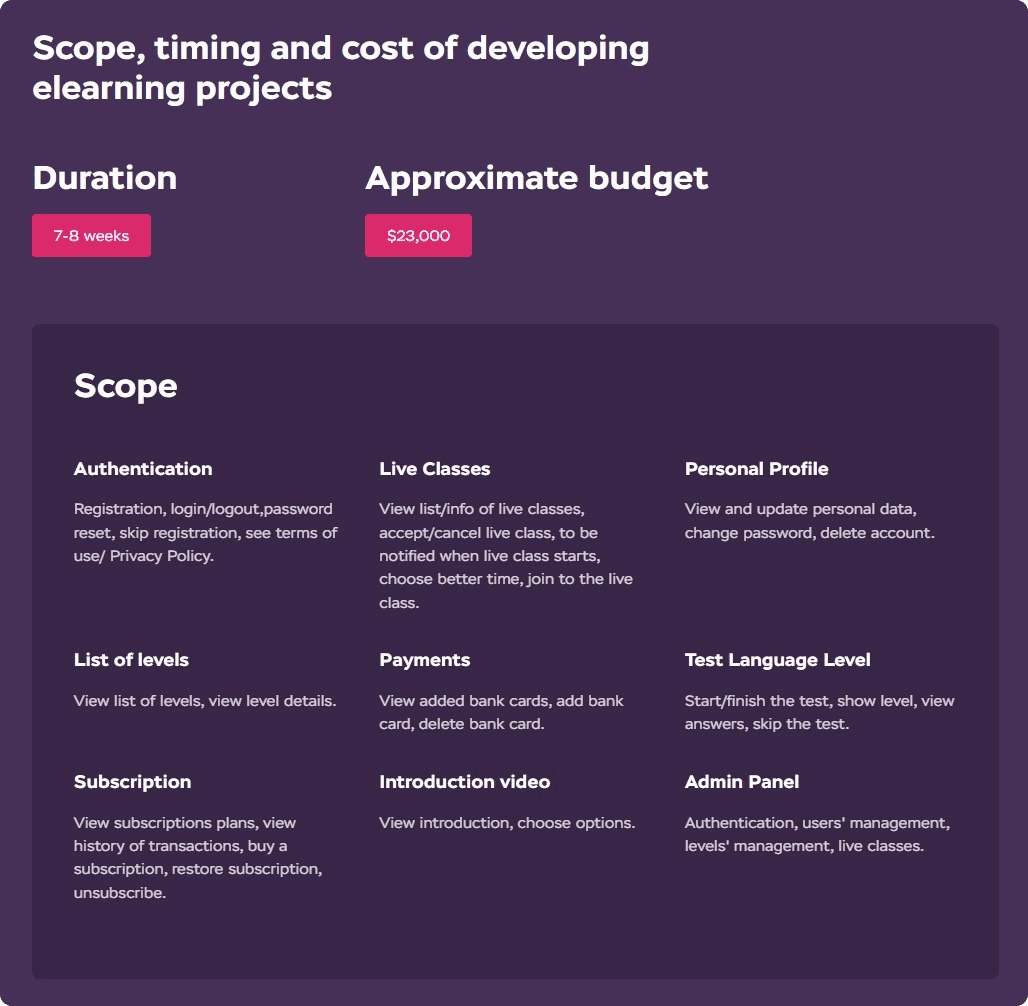 Scope, timing and cost of developing
elearning projects
Duration
Approximate budget
7-8 weeks
$23,000
Scope
Authentication
Registration, login/logout,password
reset, skip registration, see terms of
use/ Privacy Policy.
Live Classes
View list/info of live classes,
accept/cancel live class, to be
notified when live class starts,
choose better time, join to the live
class.
Personal Profile
View and update personal data,
change password, delete account.
List of levels
View list of levels, view level details.
Payments
View added bank cards, add bank
card, delete bank card.
Test Language Level
Start/finish the test, show level, view
answers, skip the test.
Subscription
View subscriptions plans, view
history of transactions, buy a
subscription, restore subscription,
unsubscribe.
Introduction video
View introduction, choose options.
Admin Panel
Authentication, users' management,
levels' management, live classes.